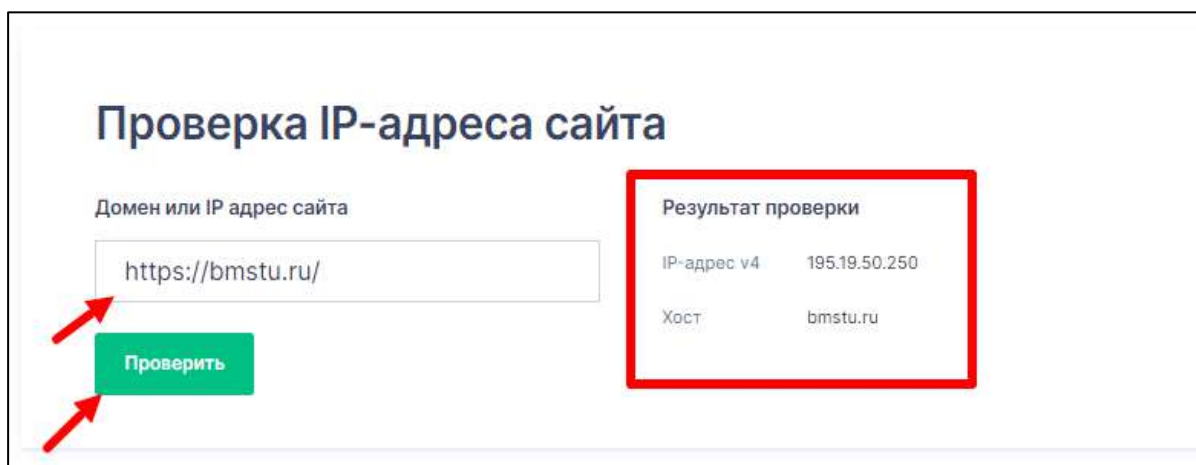 Проверка IP-адреса сайта
Домен или IP адрес сайта
https://bmstu.ru/
Проверить
Результат проверки
IP-адрес v4 195.19.50.250
Хост bmstu.ru